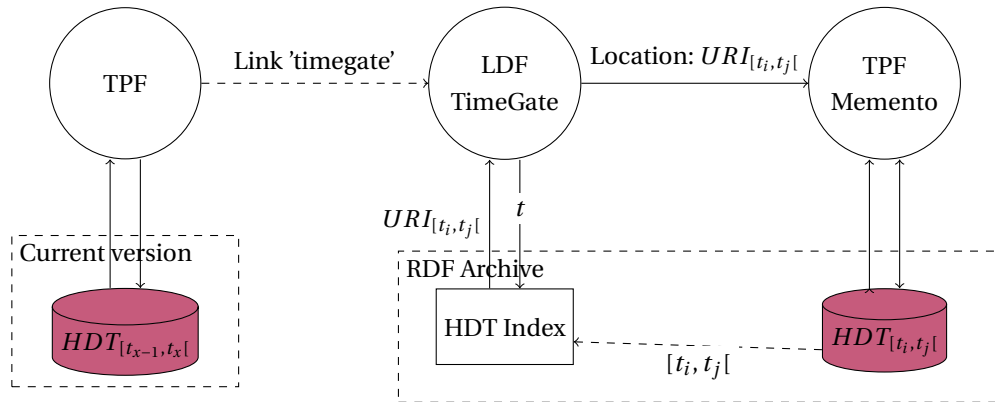 TPF
Link 'timegate'
LDF
TimeGate
Location: URI[ti,tj[
TPF
Memento
URI[ti,tj[
t
Current version
RDF Archive
HDT[tx−1,tx[
HDT Index
HDT[ti,tj[
[ti,tj[